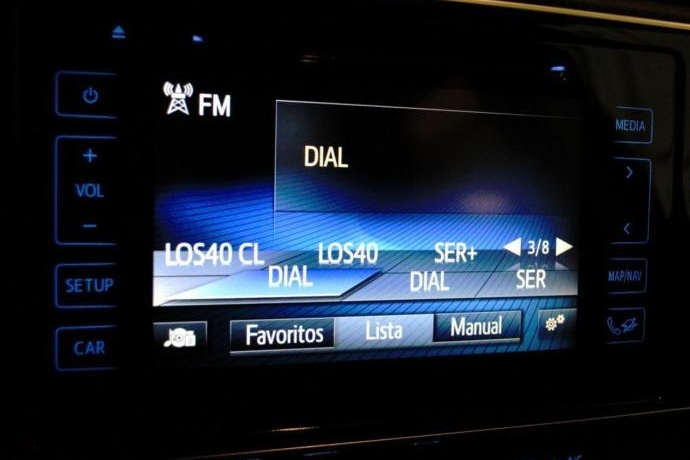 FM
DIAL
LOS40 CL LOS40 SER+ 3/8
DIAL DIAL SER
Favoritos Lista Manual
+
VOL
−
SETUP
CAR
MEDIA
MAP/NAV